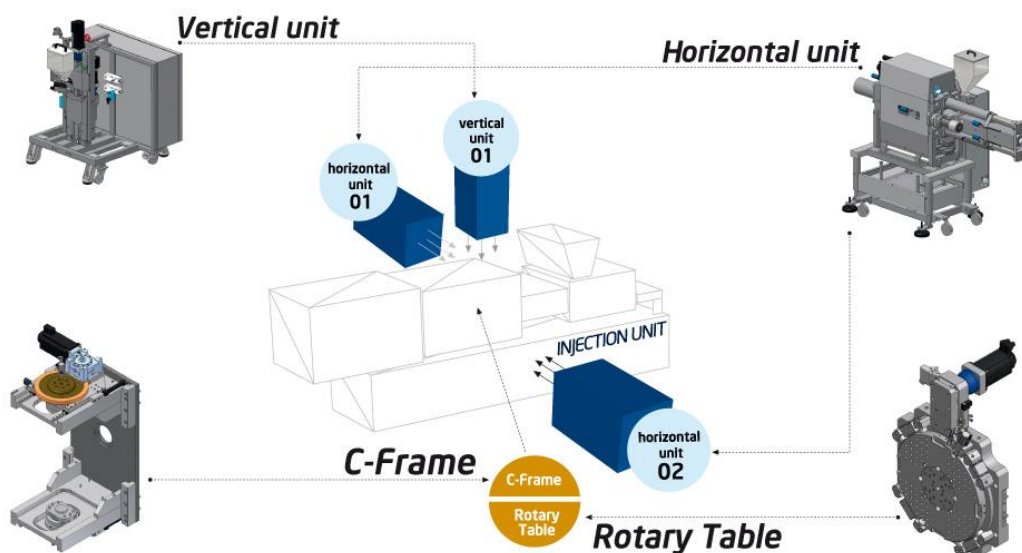 Vertical unit
Horizontal unit
vertical
unit
01
horizontal
unit
01
INJECTION UNIT
horizontal
unit
02
C-Frame
C-Frame
Rotary
Table
Rotary Table